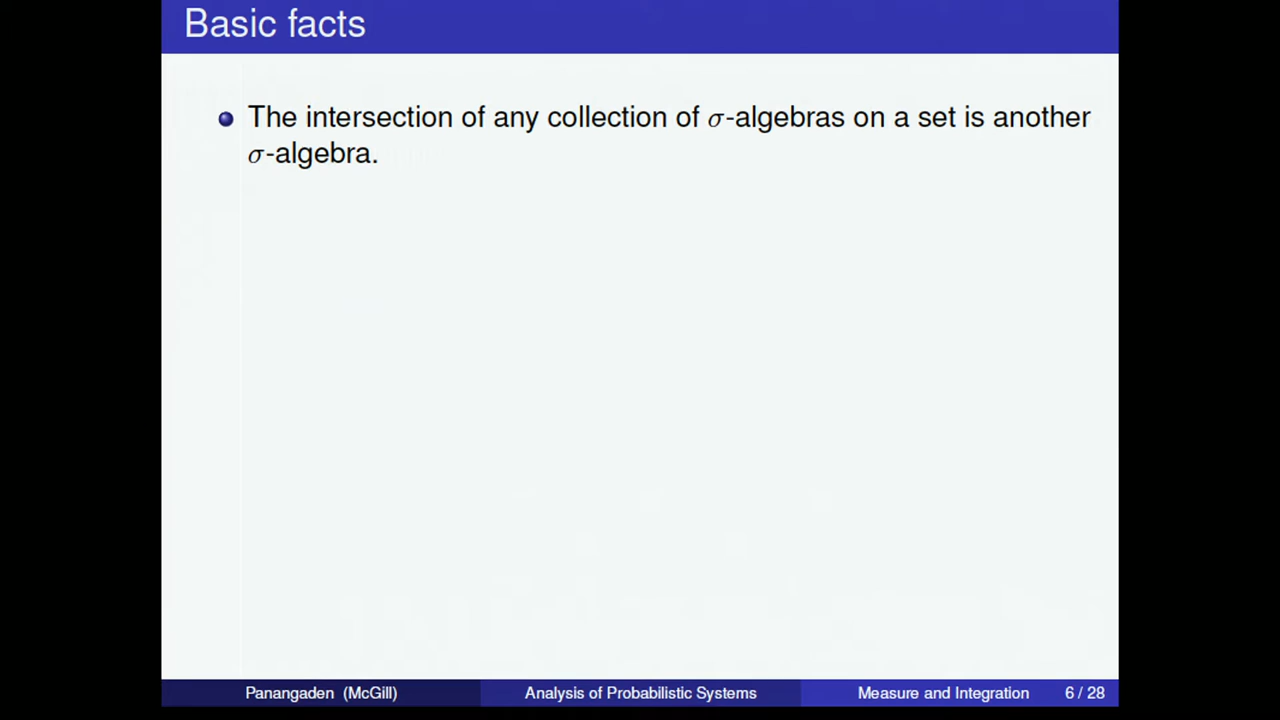 Basic facts
The intersection of any collection of σ-algebras on a set is another
σ-algebra.
Panangaden (McGill) Analysis of Probabilistic Systems Measure and Integration 6 / 28